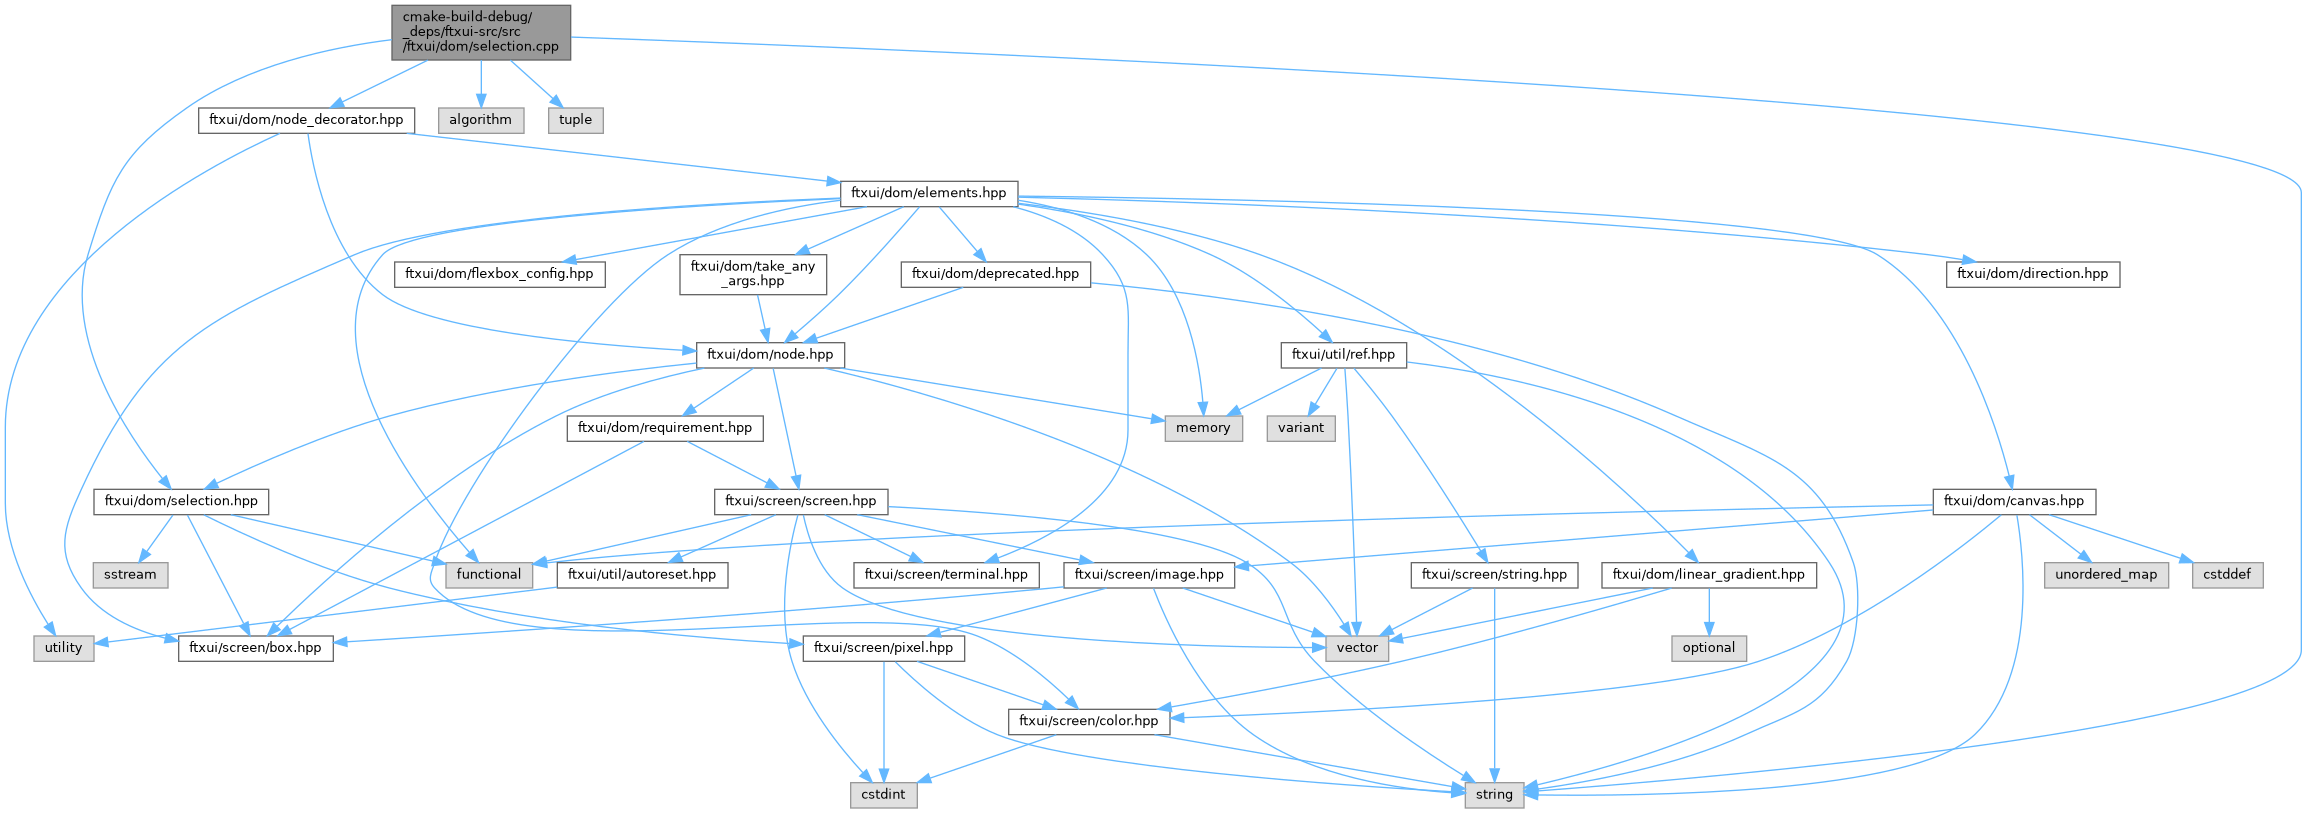 cmake-build-debug/
_deps/ftxui-src/src
/ftxui/dom/selection.cpp
ftxui/dom/node_decorator.hpp
algorithm
tuple
ftxui/dom/elements.hpp
ftxui/dom/flexbox_config.hpp
ftxui/dom/take_any
_args.hpp
ftxui/dom/deprecated.hpp
ftxui/dom/direction.hpp
ftxui/dom/node.hpp
ftxui/util/ref.hpp
ftxui/dom/requirement.hpp
memory
variant
ftxui/dom/selection.hpp
ftxui/screen/screen.hpp
ftxui/dom/canvas.hpp
sstream
functional
ftxui/util/autoreset.hpp
ftxui/screen/terminal.hpp
ftxui/screen/image.hpp
ftxui/screen/string.hpp
ftxui/dom/linear_gradient.hpp
unordered_map
cstddef
utility
ftxui/screen/box.hpp
ftxui/screen/pixel.hpp
vector
optional
ftxui/screen/color.hpp
cstdint
string